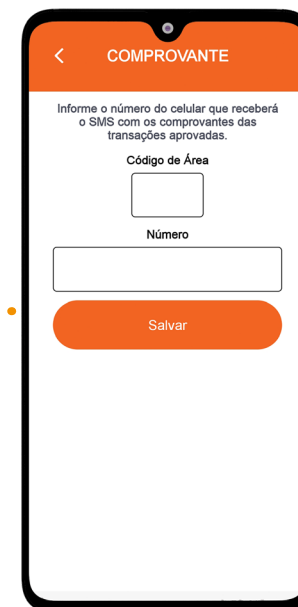 COMPROVANTE
Informe o número do celular que receberá
o SMS com os comprovantes das
transações aprovadas.
Código de Área
Número
Salvar